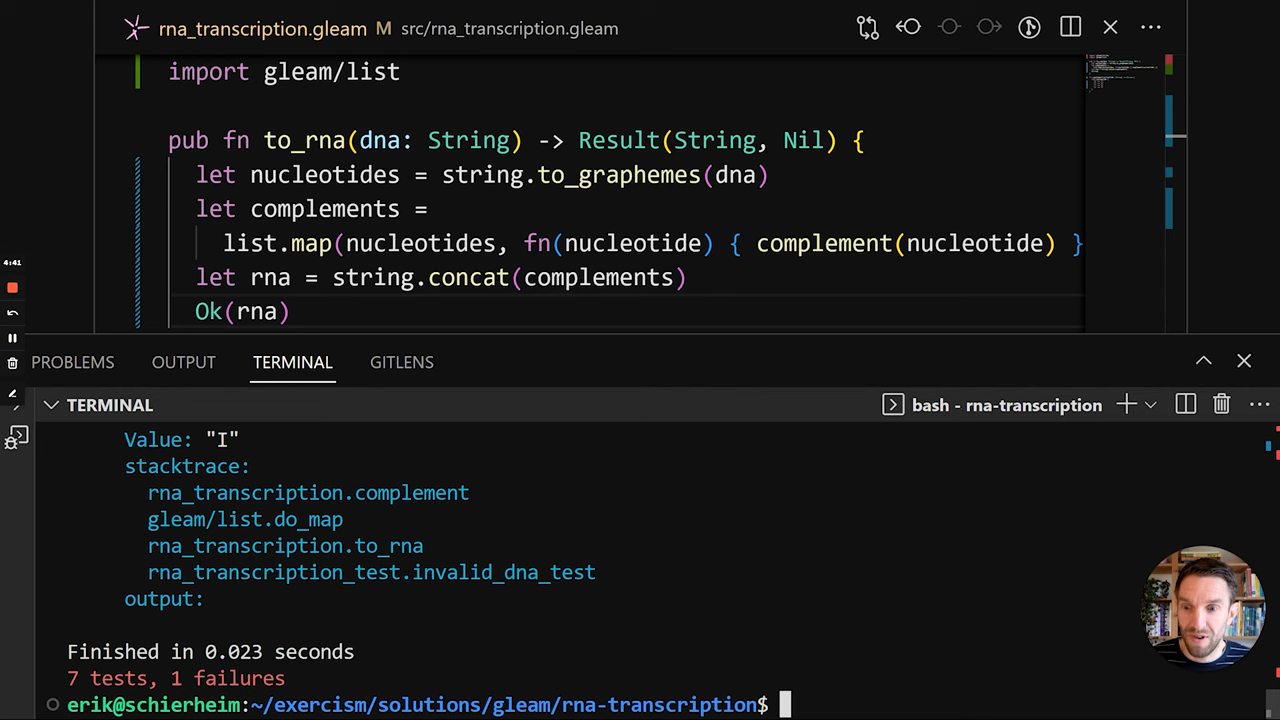 rna_transcription.gleam M src/rna_transcription.gleam
import gleam/list
pub fn to_rna(dna: String) -> Result(String, Nil) {
let nucleotides = string.to_graphemes(dna)
let complements =
list.map(nucleotides, fn(nucleotide) { complement(nucleotide) }
let rna = string.concat(complements)
Ok(rna)
4:41
PROBLEMS OUTPUT TERMINAL GITLENS
TERMINAL
bash - rna-transcription
Value: "I"
stacktrace:
rna_transcription.complement
gleam/list.do_map
rna_transcription.to_rna
rna_transcription_test.invalid_dna_test
output:
Finished in 0.023 seconds
7 tests, 1 failures
erik@schierheim:~/exercism/solutions/gleam/rna-transcription$